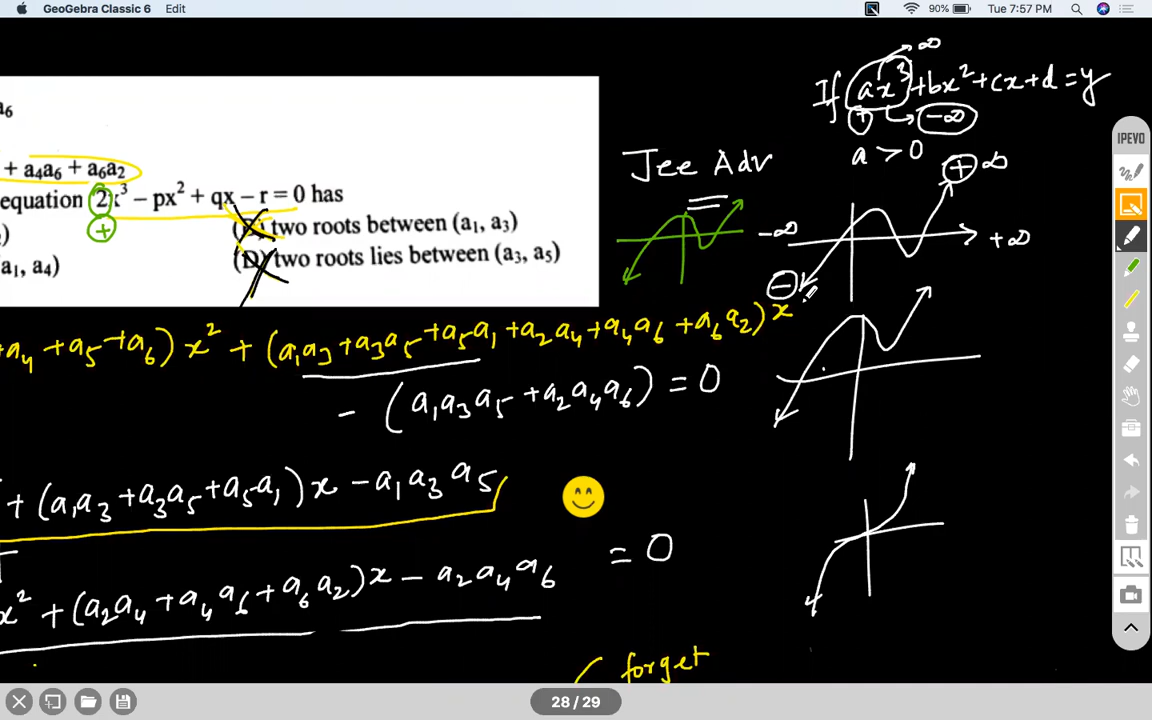 GeoGebra Classic 6 Edit 90% Tue 7:57 PM
a6
+ a4a6 + a6a2
equation 2x³ − px² + qx − r = 0 has
two roots between (a1, a3)
a1, a4)
(D) two roots lies between (a3, a5)
+
If ax³+bx²+cx+d=y
∞
+ −∞
a > 0
Jee Adv
+ ∞
−∞
+∞
−
+a4 +a5 +a6) x² + (a1a3 +a3a5 +a5a1 +a2a4 +a4a6 +a6a2) x
− (a1a3a5 +a2a4a6) = 0
+ (a1a3 +a3a5 +a5a1) x − a1a3a5
= 0
x² + (a2a4 +a4a6 +a6a2) x − a2a4a6
forget
28 / 29
IPEVO